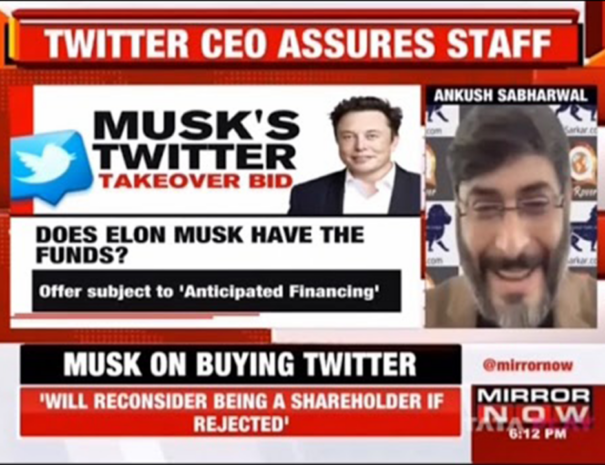 TWITTER CEO ASSURES STAFF
ANKUSH SABHARWAL
MUSK'S
TWITTER
TAKEOVER BID
DOES ELON MUSK HAVE THE
FUNDS?
Offer subject to 'Anticipated Financing'
MUSK ON BUYING TWITTER
'WILL RECONSIDER BEING A SHAREHOLDER IF
REJECTED'
@mirrornow
MIRROR
NOW
6:12 PM